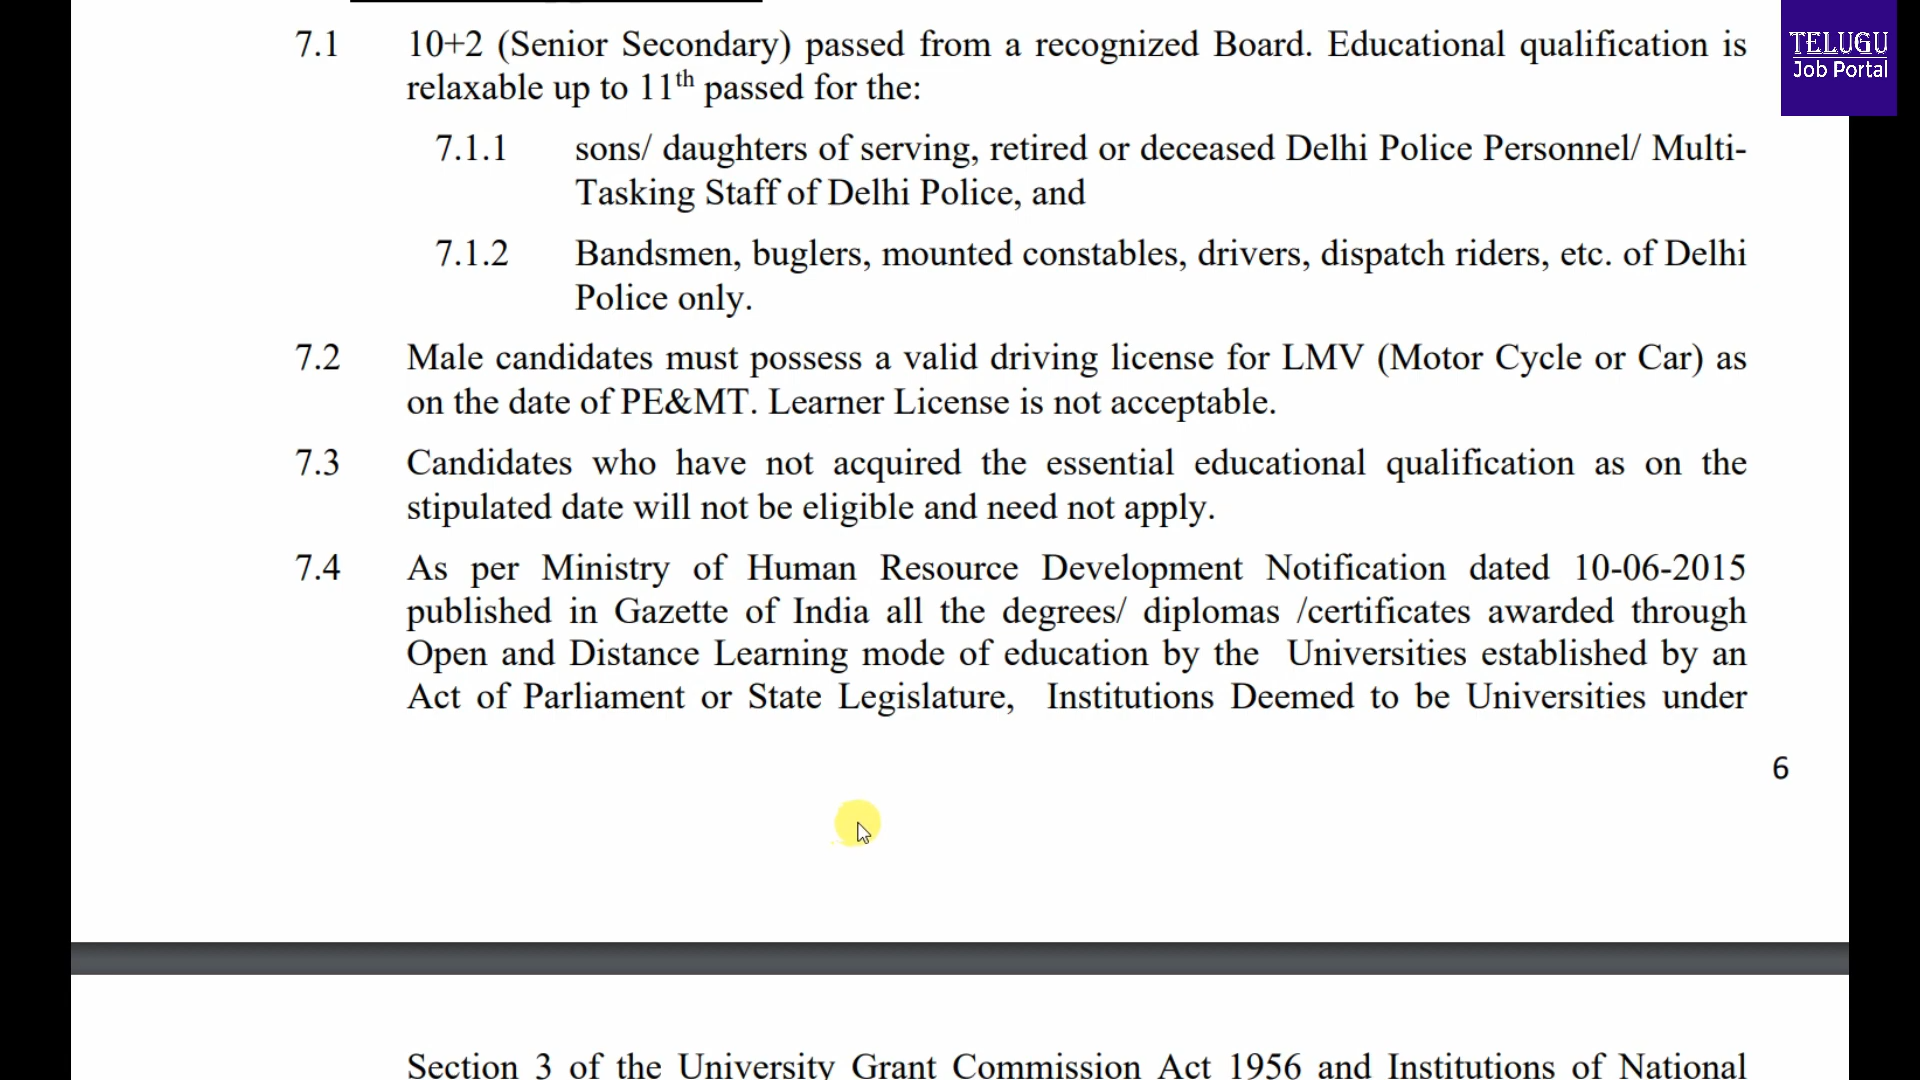 TELUGU
Job Portal
7.1 10+2 (Senior Secondary) passed from a recognized Board. Educational qualification is
relaxable up to 11th passed for the:
7.1.1 sons/ daughters of serving, retired or deceased Delhi Police Personnel/ Multi-
Tasking Staff of Delhi Police, and
7.1.2 Bandsmen, buglers, mounted constables, drivers, dispatch riders, etc. of Delhi
Police only.
7.2 Male candidates must possess a valid driving license for LMV (Motor Cycle or Car) as
on the date of PE&MT. Learner License is not acceptable.
7.3 Candidates who have not acquired the essential educational qualification as on the
stipulated date will not be eligible and need not apply.
7.4 As per Ministry of Human Resource Development Notification dated 10-06-2015
published in Gazette of India all the degrees/ diplomas /certificates awarded through
Open and Distance Learning mode of education by the Universities established by an
Act of Parliament or State Legislature, Institutions Deemed to be Universities under
6
Section 3 of the University Grant Commission Act 1956 and Institutions of National